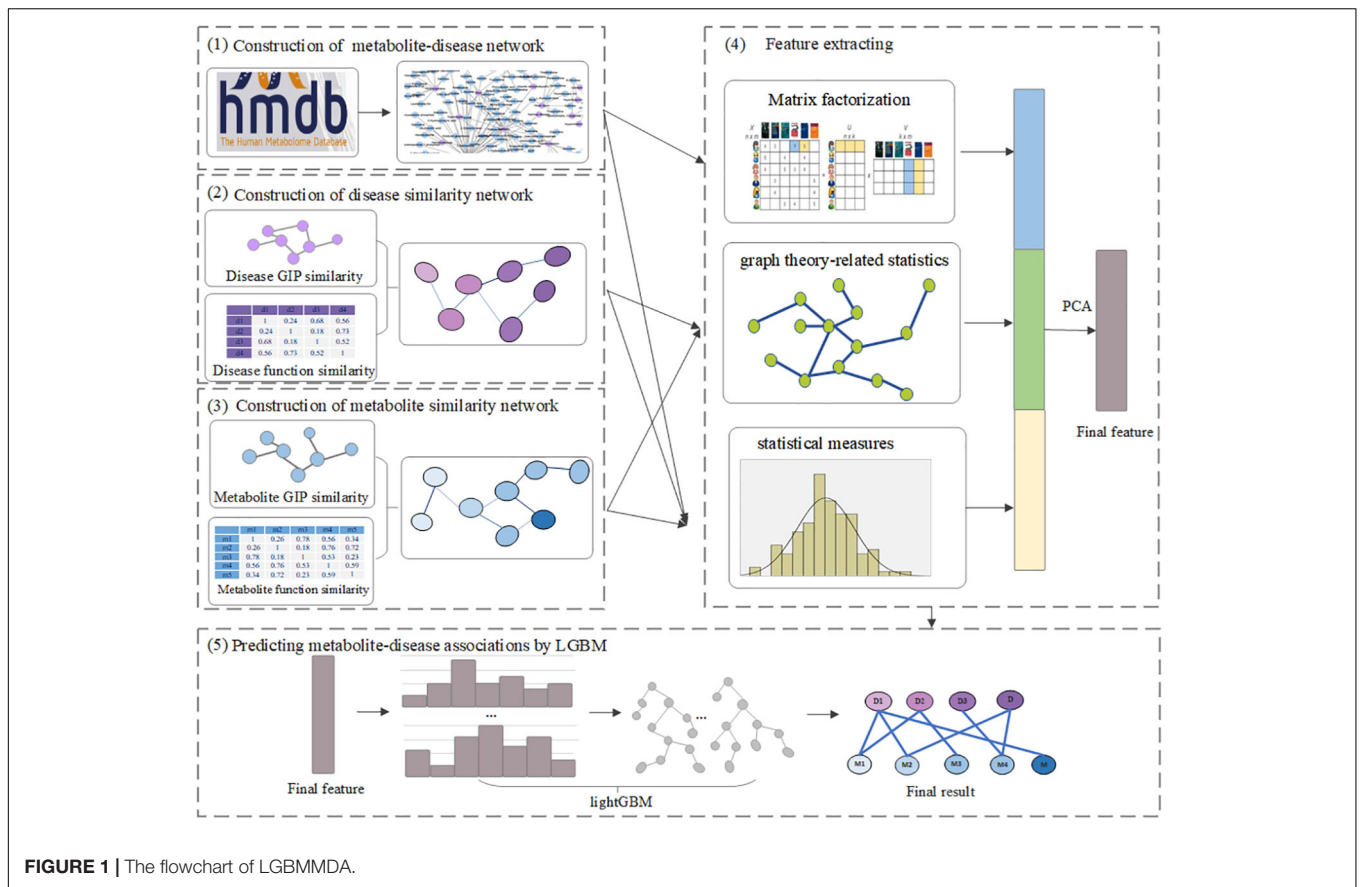 (1) Construction of metabolite-disease network
hmdb
The Human Metabolome Database
(2) Construction of disease similarity network
Disease GIP similarity
d1 d2 d3 d4
d1 1 0.24 0.68 0.56
d2 0.24 1 0.18 0.73
d3 0.68 0.18 1 0.52
d4 0.56 0.73 0.52 1
Disease function similarity
(3) Construction of metabolite similarity network
Metabolite GIP similarity
m1 m2 m3 m4 m5
m1 1 0.26 0.78 0.56 0.34
m2 0.26 1 0.18 0.76 0.72
m3 0.78 0.18 1 0.53 0.23
m4 0.56 0.76 0.53 1 0.59
m5 0.34 0.72 0.23 0.59 1
Metabolite function similarity
(4) Feature extracting
Matrix factorization
X U V
n x m n x k k x m
graph theory-related statistics
statistical measures
PCA
Final feature
(5) Predicting metabolite-disease associations by LGBM
Final feature
...
...
lightGBM
D1 D2 D3 D
M1 M2 M3 M4 M
Final result
FIGURE 1 | The flowchart of LGBMMDA.